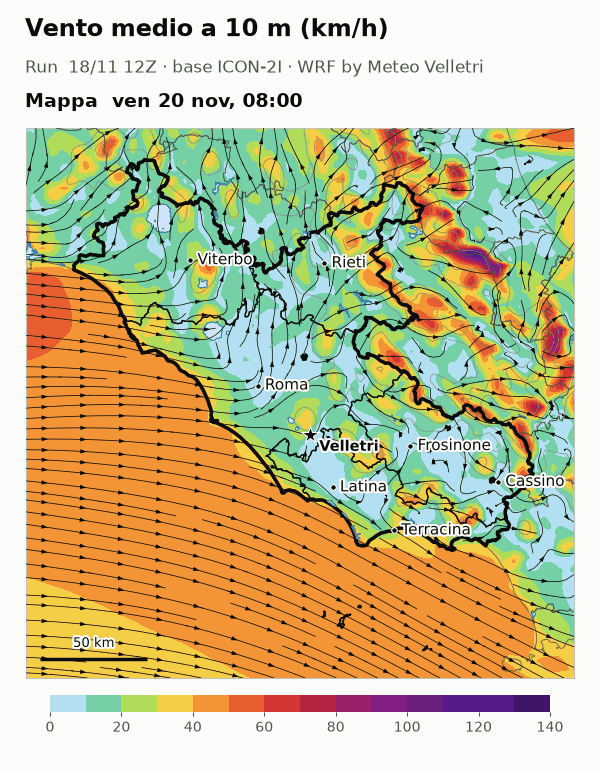 Vento medio a 10 m (km/h)
Run  18/11 12Z · base ICON-2I · WRF by Meteo Velletri
Mappa  ven 20 nov, 08:00
Viterbo
Rieti
Roma
Velletri
Frosinone
Cassino
Latina
Terracina
50 km
0 20 40 60 80 100 120 140